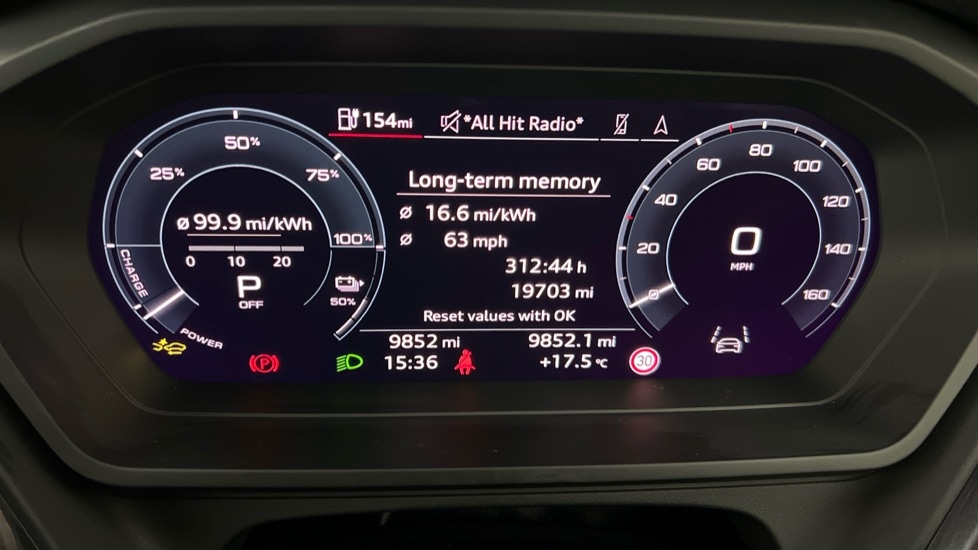 154mi *All Hit Radio*
50%
25% 75%
100%
ø 99.9 mi/kWh
0 10 20
P
OFF
50%
CHARGE
POWER
Long-term memory
ø 16.6 mi/kWh
ø 63 mph
312:44 h
19703 mi
Reset values with OK
9852 mi 9852.1 mi
15:36 +17.5 °C
(P)
30
80
60 100
40 120
20 140
0 160
0
MPH